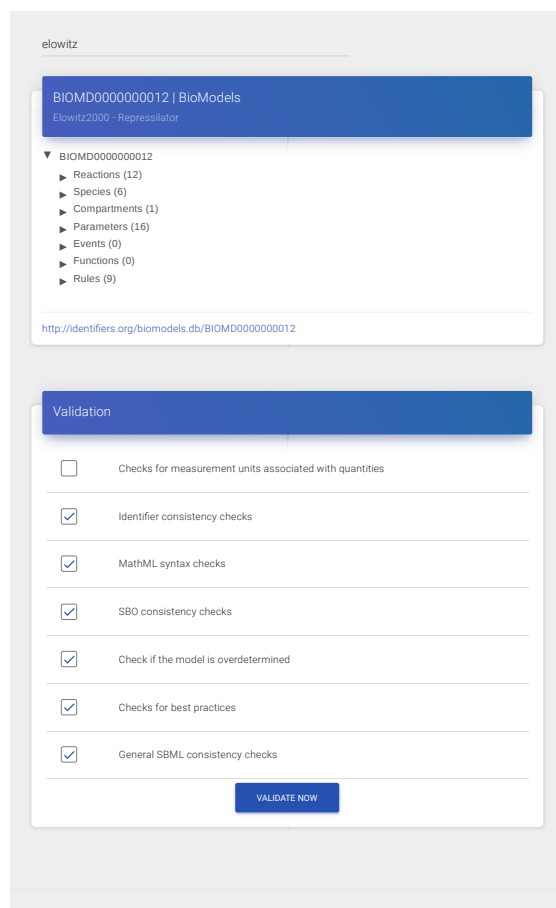 elowitz
BIOMD0000000012 | BioModels
Elowitz2000 - Repressilator
BIOMD0000000012
Reactions (12)
Species (6)
Compartments (1)
Parameters (16)
Events (0)
Functions (0)
Rules (9)
http://identifiers.org/biomodels.db/BIOMD0000000012
Validation
Checks for measurement units associated with quantities
Identifier consistency checks
MathML syntax checks
SBO consistency checks
Check if the model is overdetermined
Checks for best practices
General SBML consistency checks
VALIDATE NOW